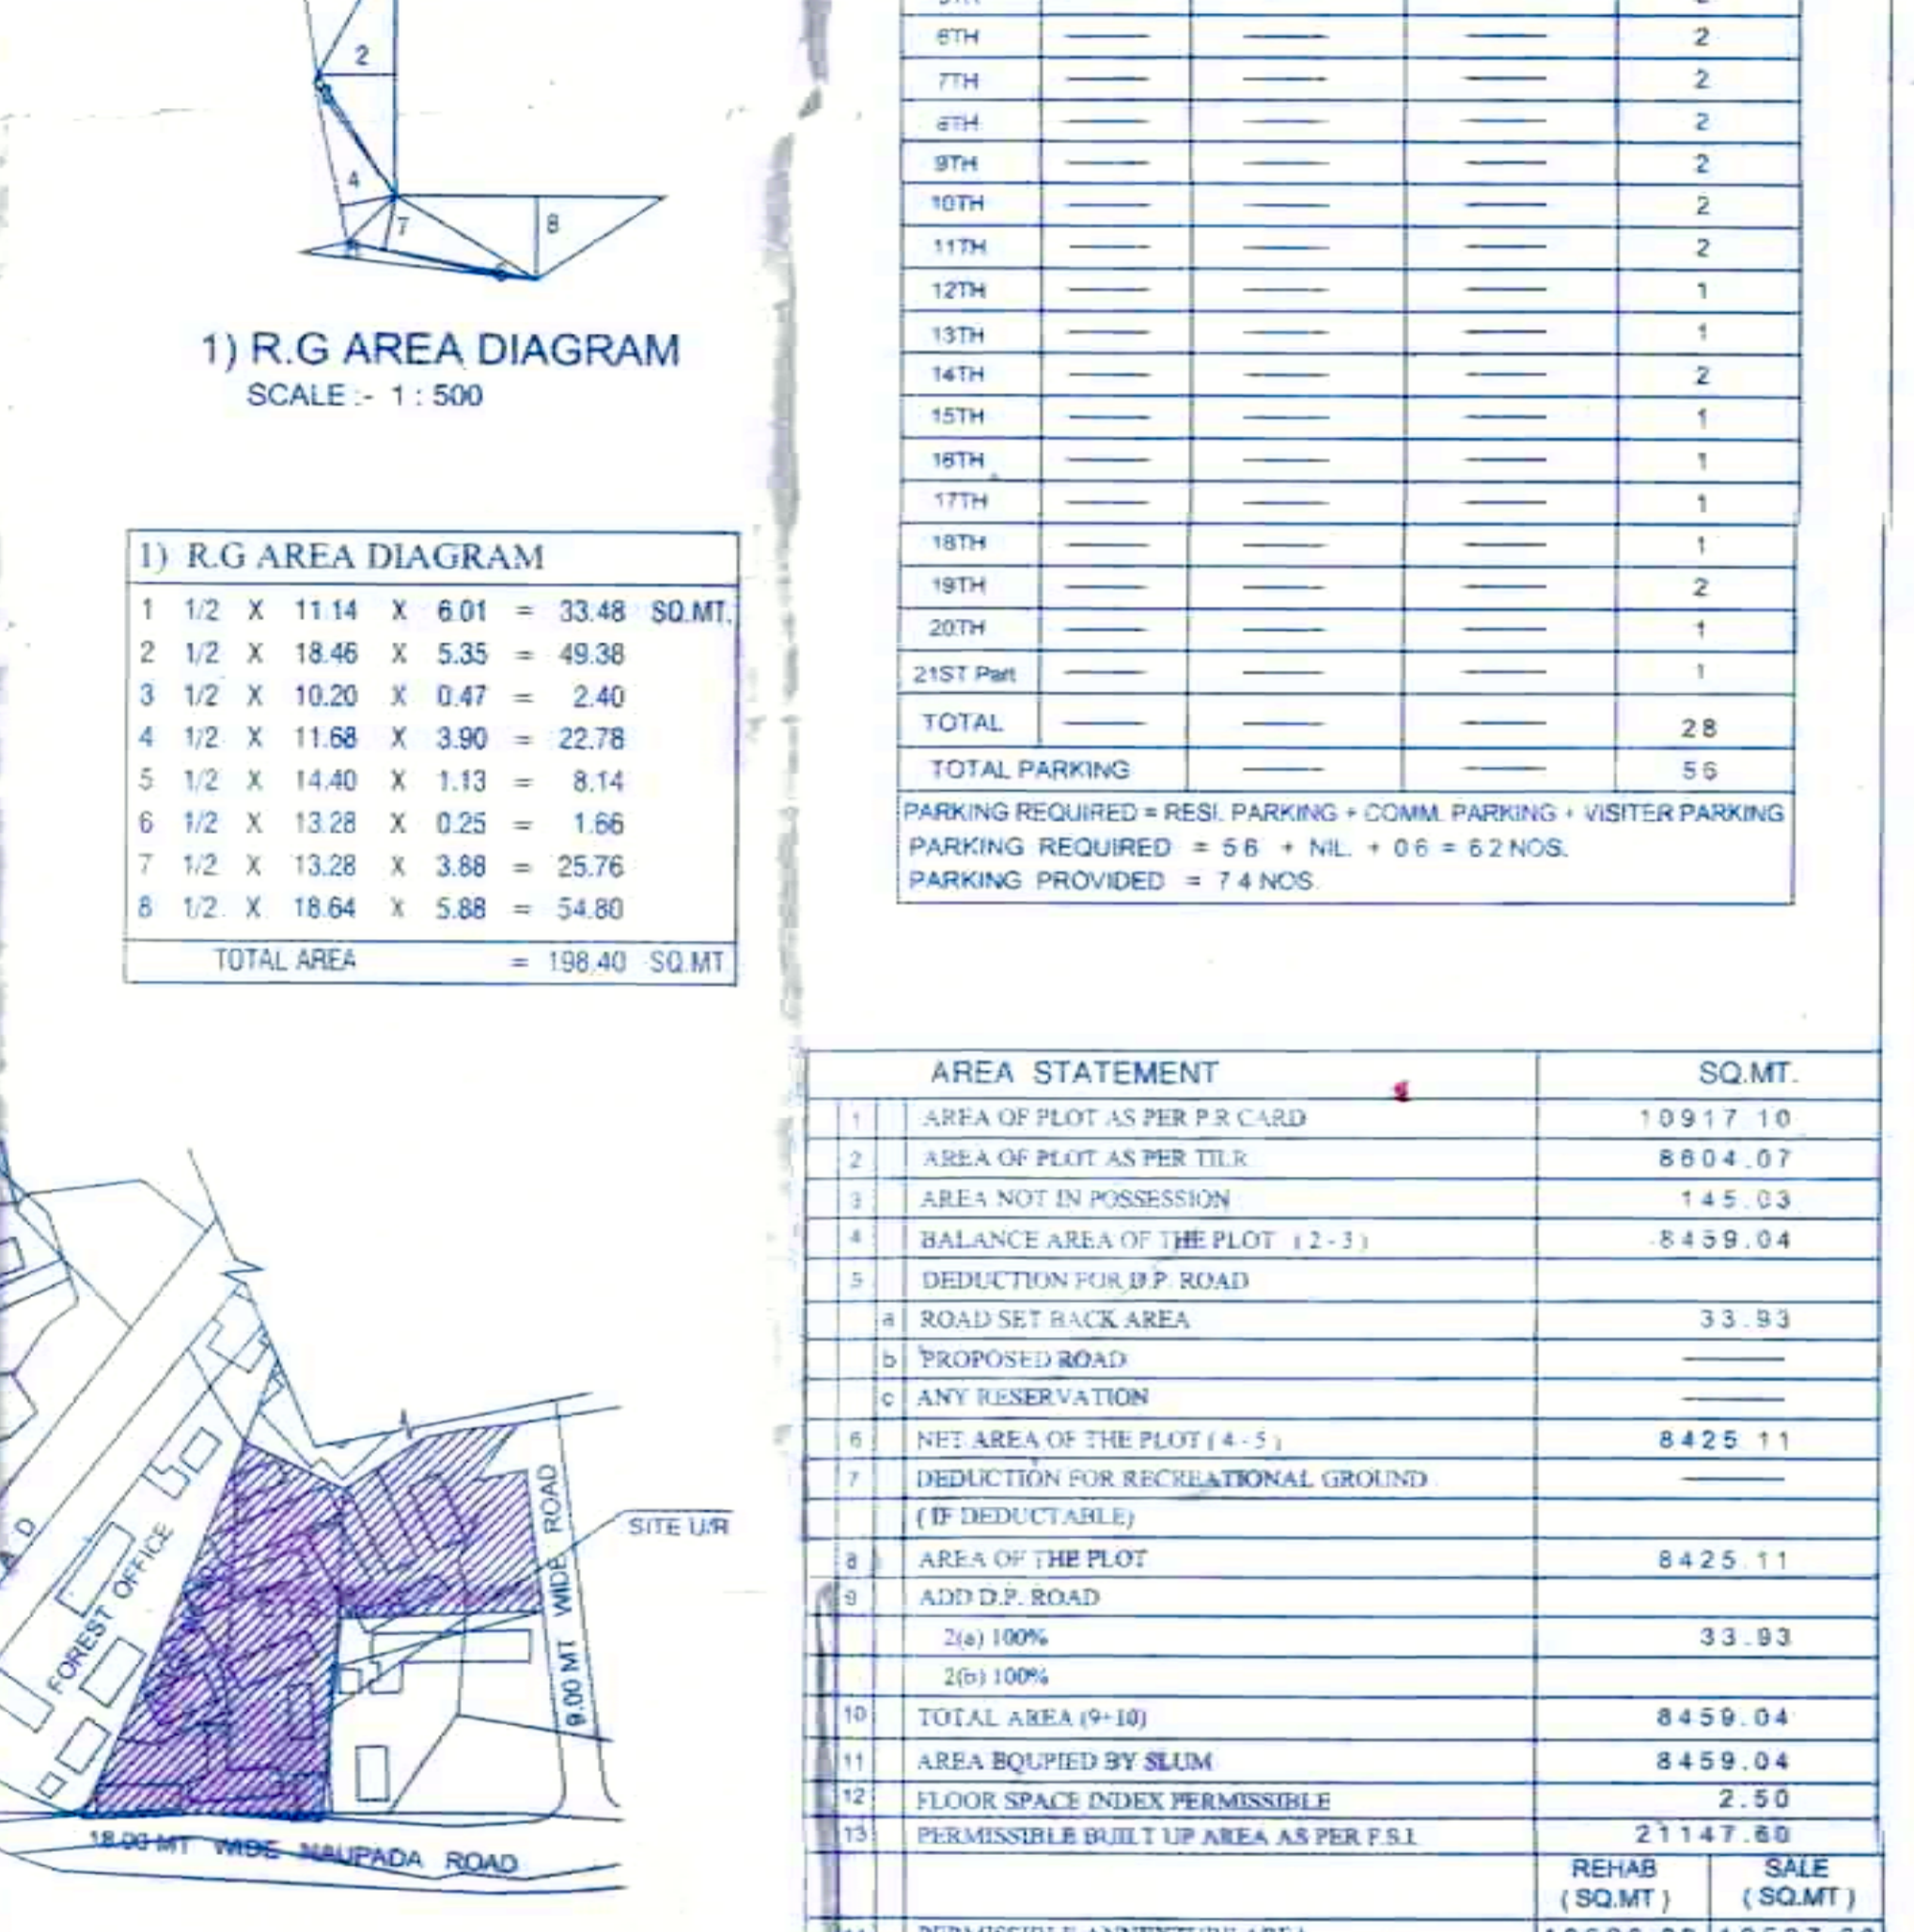 2
4
7
8
1) R.G AREA DIAGRAM
SCALE :- 1 : 500
1) R.G AREA DIAGRAM
1 1/2 X 11.14 X 6.01 = 33.48 SQ.MT.
2 1/2 X 18.46 X 5.35 = 49.38
3 1/2 X 10.20 X 0.47 = 2.40
4 1/2 X 11.68 X 3.90 = 22.78
5 1/2 X 14.40 X 1.13 = 8.14
6 1/2 X 13.28 X 0.25 = 1.66
7 1/2 X 13.28 X 3.88 = 25.76
8 1/2 X 18.64 X 5.88 = 54.80
TOTAL AREA = 198.40 SQ.MT
6TH — — — 2
7TH — — — 2
8TH — — — 2
9TH — — — 2
10TH — — — 2
11TH — — — 2
12TH — — — 1
13TH — — — 1
14TH — — — 2
15TH — — — 1
16TH — — — 1
17TH — — — 1
18TH — — — 1
19TH — — — 2
20TH — — — 1
21ST Part — — — 1
TOTAL — — — 28
TOTAL PARKING — — 56
PARKING REQUIRED = RESI. PARKING + COMM. PARKING + VISITER PARKING
PARKING REQUIRED = 56 + NIL. + 06 = 62 NOS.
PARKING PROVIDED = 74 NOS.
AREA STATEMENT SQ.MT.
1 AREA OF PLOT AS PER P.R CARD 10917.10
2 AREA OF PLOT AS PER TILR 8604.07
3 AREA NOT IN POSSESSION 145.03
4 BALANCE AREA OF THE PLOT (2-3) 8459.04
5 DEDUCTION FOR D.P. ROAD
a ROAD SET BACK AREA 33.93
b PROPOSED ROAD —
c ANY RESERVATION —
6 NET AREA OF THE PLOT (4-5) 8425.11
7 DEDUCTION FOR RECREATIONAL GROUND —
(IF DEDUCTABLE)
8 AREA OF THE PLOT 8425.11
9 ADD D.P. ROAD
2(a) 100% 33.93
2(b) 100%
10 TOTAL AREA (9+10) 8459.04
11 AREA EQUPIED BY SLUM 8459.04
12 FLOOR SPACE INDEX PERMISSIBLE 2.50
13 PERMISSIBLE BUILT UP AREA AS PER F.S.I. 21147.60
REHAB (SQ.MT) SALE (SQ.MT)
FOREST OFFICE
SITE U/R
9.00 MT WIDE ROAD
18.00 MT WIDE NAUPADA ROAD